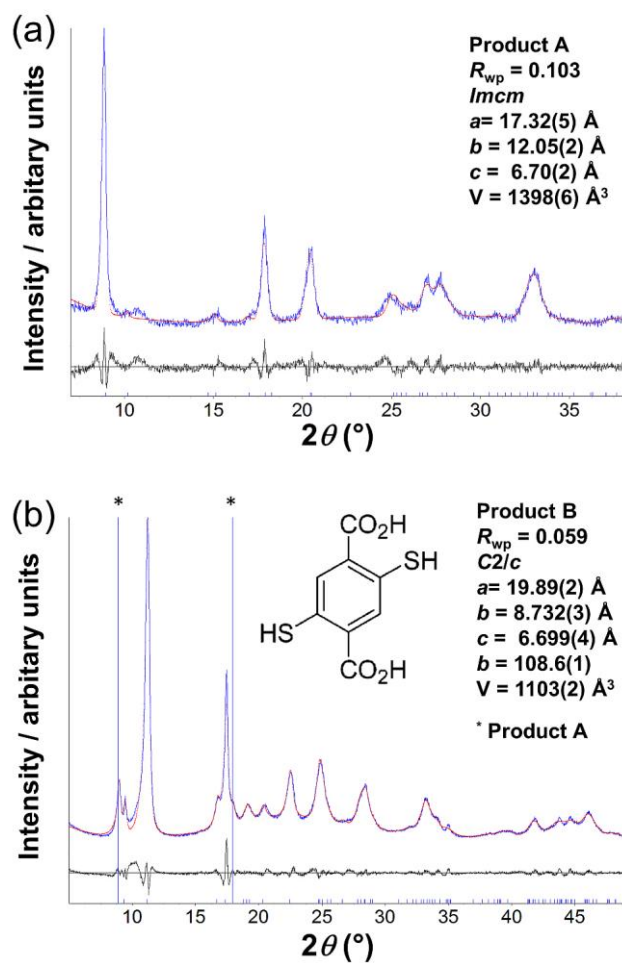 (a)
Product A
Rwp = 0.103
Imcm
a= 17.32(5) Å
b = 12.05(2) Å
c = 6.70(2) Å
V = 1398(6) Å³
Intensity / arbitary units
10 15 20 25 30 35
2θ (°)
(b)
* *
CO₂H
SH
HS
CO₂H
Product B
Rwp = 0.059
C2/c
a= 19.89(2) Å
b = 8.732(3) Å
c = 6.699(4) Å
b = 108.6(1)
V = 1103(2) Å³
* Product A
Intensity / arbitary units
10 15 20 25 30 35 40 45
2θ (°)